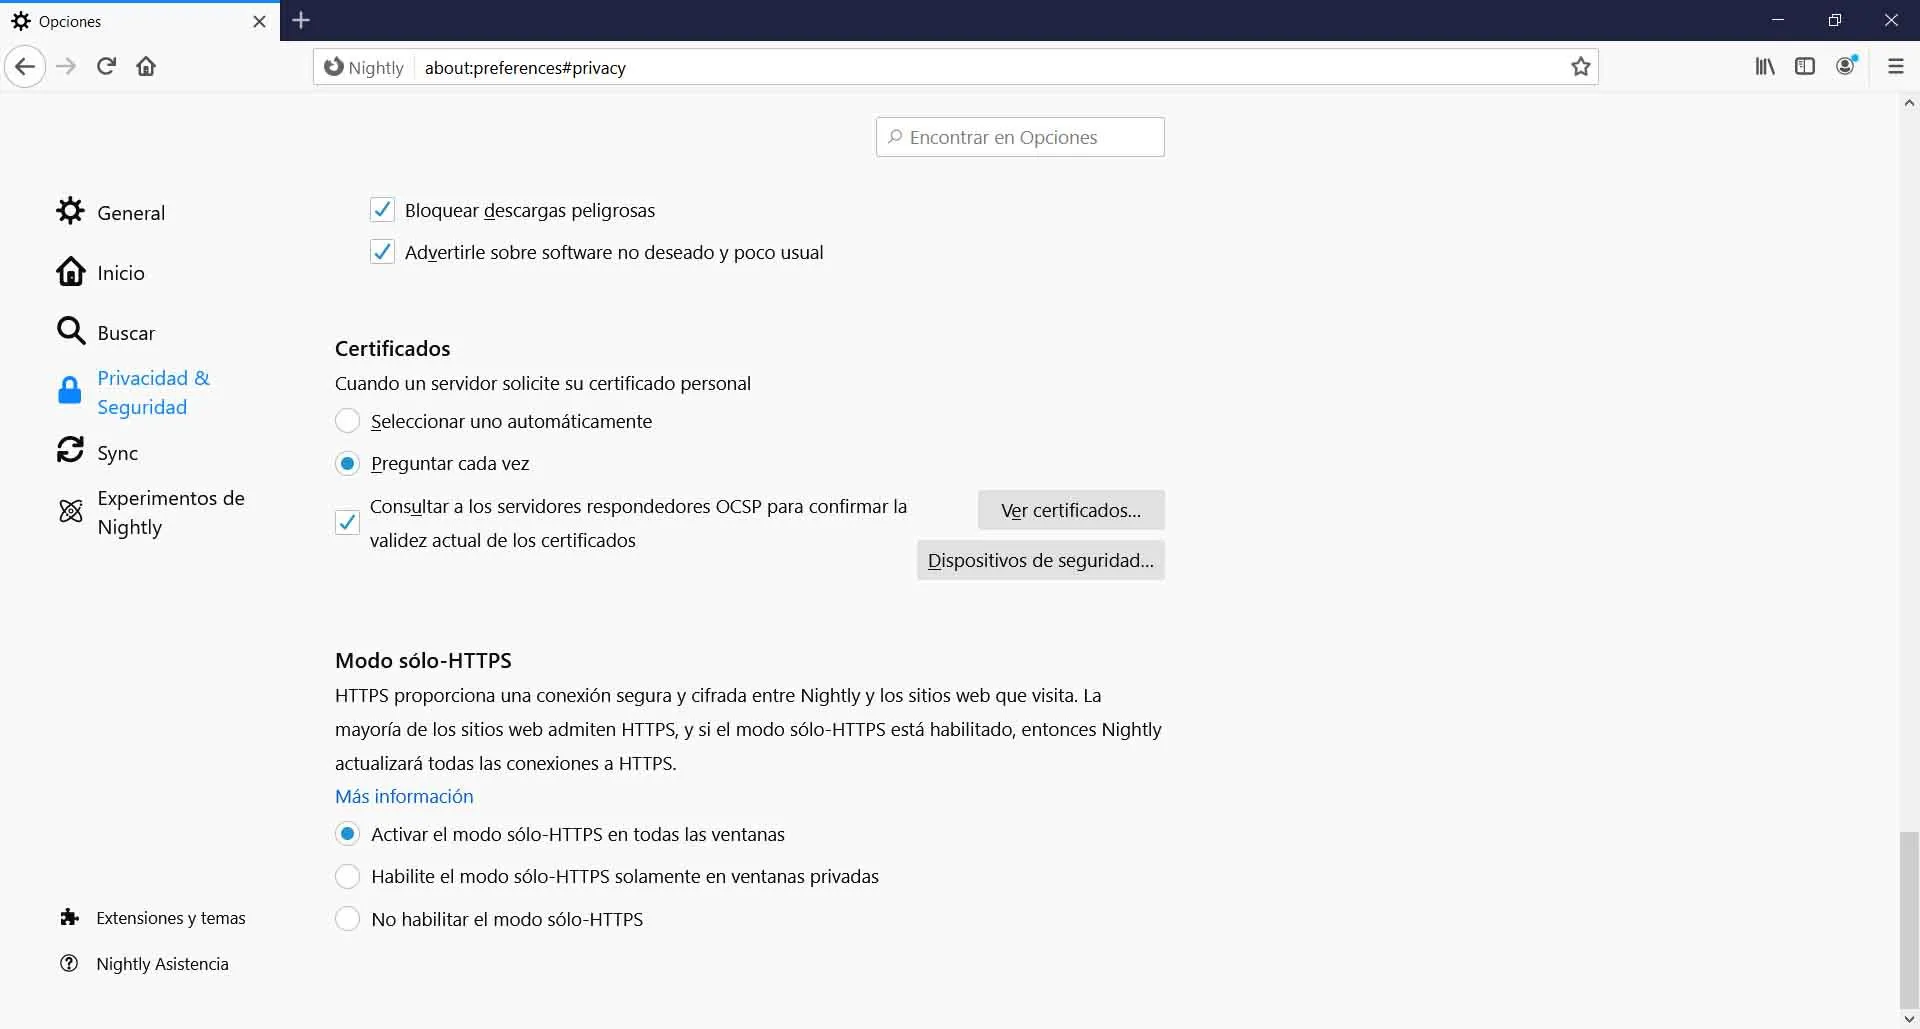 Opciones
Nightly about:preferences#privacy
Encontrar en Opciones
General
Inicio
Buscar
Privacidad &
Seguridad
Sync
Experimentos de
Nightly
Extensiones y temas
Nightly Asistencia
Bloquear descargas peligrosas
Advertirle sobre software no deseado y poco usual
Certificados
Cuando un servidor solicite su certificado personal
Seleccionar uno automáticamente
Preguntar cada vez
Consultar a los servidores respondedores OCSP para confirmar la
validez actual de los certificados
Ver certificados...
Dispositivos de seguridad...
Modo sólo-HTTPS
HTTPS proporciona una conexión segura y cifrada entre Nightly y los sitios web que visita. La
mayoría de los sitios web admiten HTTPS, y si el modo sólo-HTTPS está habilitado, entonces Nightly
actualizará todas las conexiones a HTTPS.
Más información
Activar el modo sólo-HTTPS en todas las ventanas
Habilite el modo sólo-HTTPS solamente en ventanas privadas
No habilitar el modo sólo-HTTPS